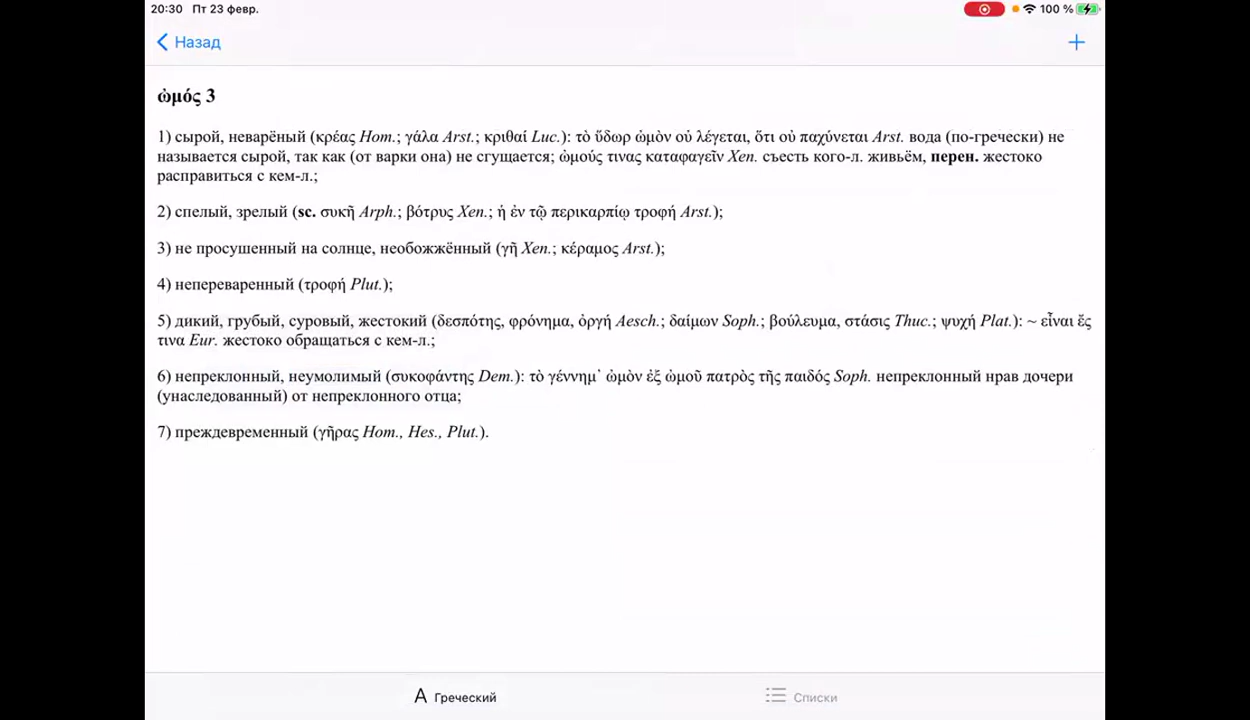 20:30 Пт 23 февр. 100 %
Назад
ὠμός 3
1) сырой, неварёный (κρέας Hom.; γάλα Arst.; κριθαί Luc.): τὸ ὕδωρ ὠμὸν οὐ λέγεται, ὅτι οὐ παχύνεται Arst. вода (по-гречески) не
называется сырой, так как (от варки она) не сгущается; ὠμούς τινας καταφαγεῖν Xen. съесть кого-л. живьём, перен. жестоко
расправиться с кем-л.;
2) спелый, зрелый (sc. συκῆ Arph.; βότρυς Xen.; ἡ ἐν τῷ περικαρπίῳ τροφή Arst.);
3) не просушенный на солнце, необожжённый (γῆ Xen.; κέραμος Arst.);
4) непереваренный (τροφή Plut.);
5) дикий, грубый, суровый, жестокий (δεσπότης, φρόνημα, ὀργή Aesch.; δαίμων Soph.; βούλευμα, στάσις Thuc.; ψυχή Plat.): ~ εἶναι ἔς
τινα Eur. жестоко обращаться с кем-л.;
6) непреклонный, неумолимый (συκοφάντης Dem.): τὸ γέννημ᾽ ὠμὸν ἐξ ὠμοῦ πατρὸς τῆς παιδός Soph. непреклонный нрав дочери
(унаследованный) от непреклонного отца;
7) преждевременный (γῆρας Hom., Hes., Plut.).
A Греческий Списки